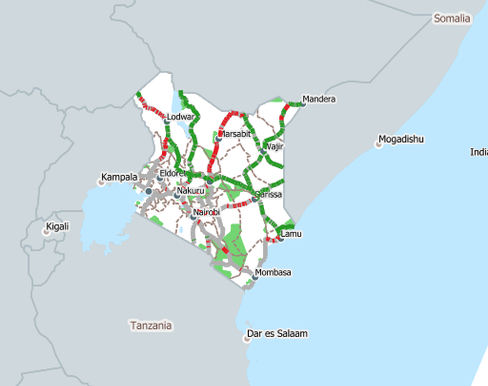 Somalia
Mandera
Lodwar
Marsabit
Mogadishu
Wajir
India
Kampala
Eldoret
Nakuru
Garissa
Nairobi
Kigali
Lamu
Mombasa
Tanzania
Dar es Salaam